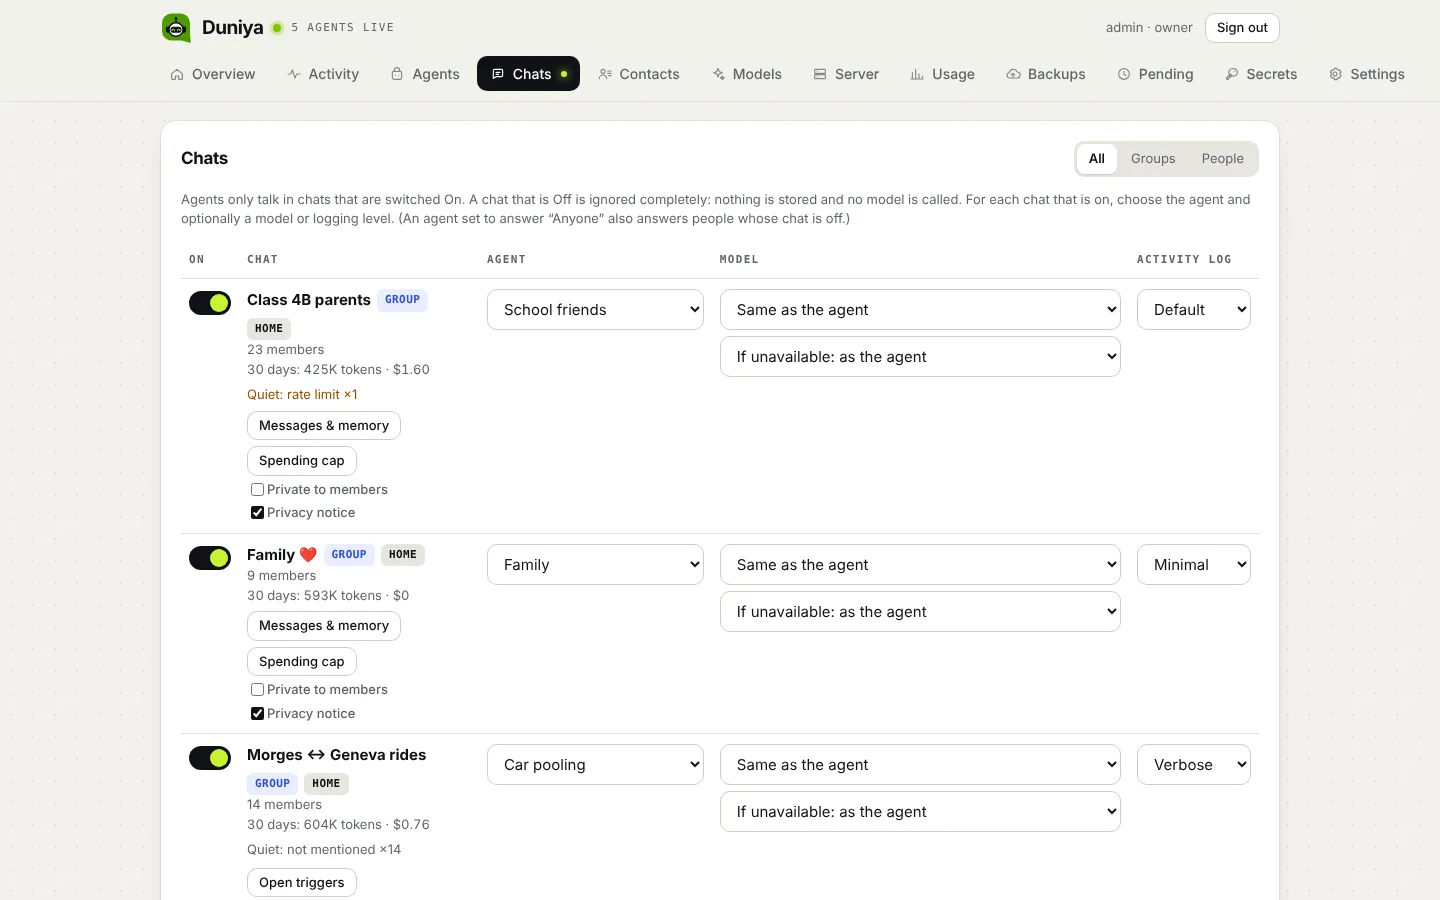 Duniya
5 AGENTS LIVE
admin · owner
Sign out
Overview
Activity
Agents
Chats
Contacts
Models
Server
Usage
Backups
Pending
Secrets
Settings
Chats
All
Groups
People
Agents only talk in chats that are switched On. A chat that is Off is ignored completely: nothing is stored and no model is called. For each chat that is on, choose the agent and
optionally a model or logging level. (An agent set to answer “Anyone” also answers people whose chat is off.)
ON
CHAT
AGENT
MODEL
ACTIVITY LOG
Class 4B parents
GROUP
HOME
23 members
30 days: 425K tokens · $1.60
Quiet: rate limit ×1
Messages & memory
Spending cap
Private to members
Privacy notice
School friends
Same as the agent
If unavailable: as the agent
Default
Family ❤️
GROUP
HOME
9 members
30 days: 593K tokens · $0
Messages & memory
Spending cap
Private to members
Privacy notice
Family
Same as the agent
If unavailable: as the agent
Minimal
Morges ↔ Geneva rides
GROUP
HOME
14 members
30 days: 604K tokens · $0.76
Quiet: not mentioned ×14
Open triggers
Car pooling
Same as the agent
If unavailable: as the agent
Verbose